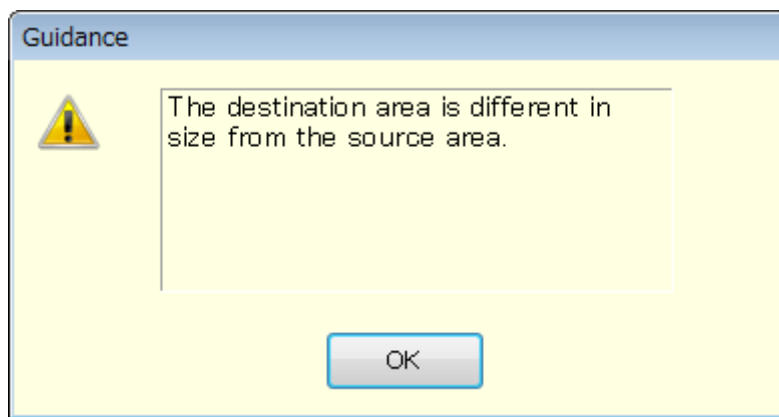 Guidance
The destination area is different in
size from the source area.
OK